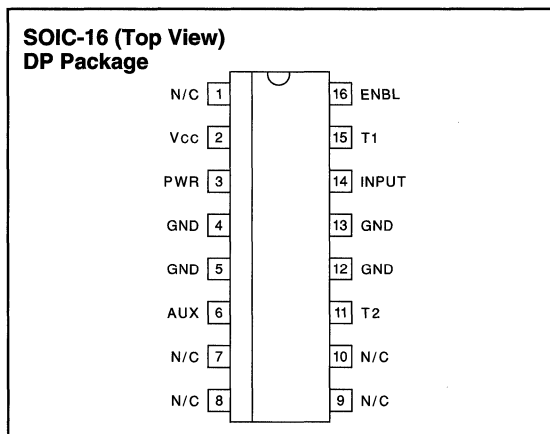 SOIC-16 (Top View)
DP Package
N/C 1 16 ENBL
Vcc 2 15 T1
PWR 3 14 INPUT
GND 4 13 GND
GND 5 12 GND
AUX 6 11 T2
N/C 7 10 N/C
N/C 8 9 N/C